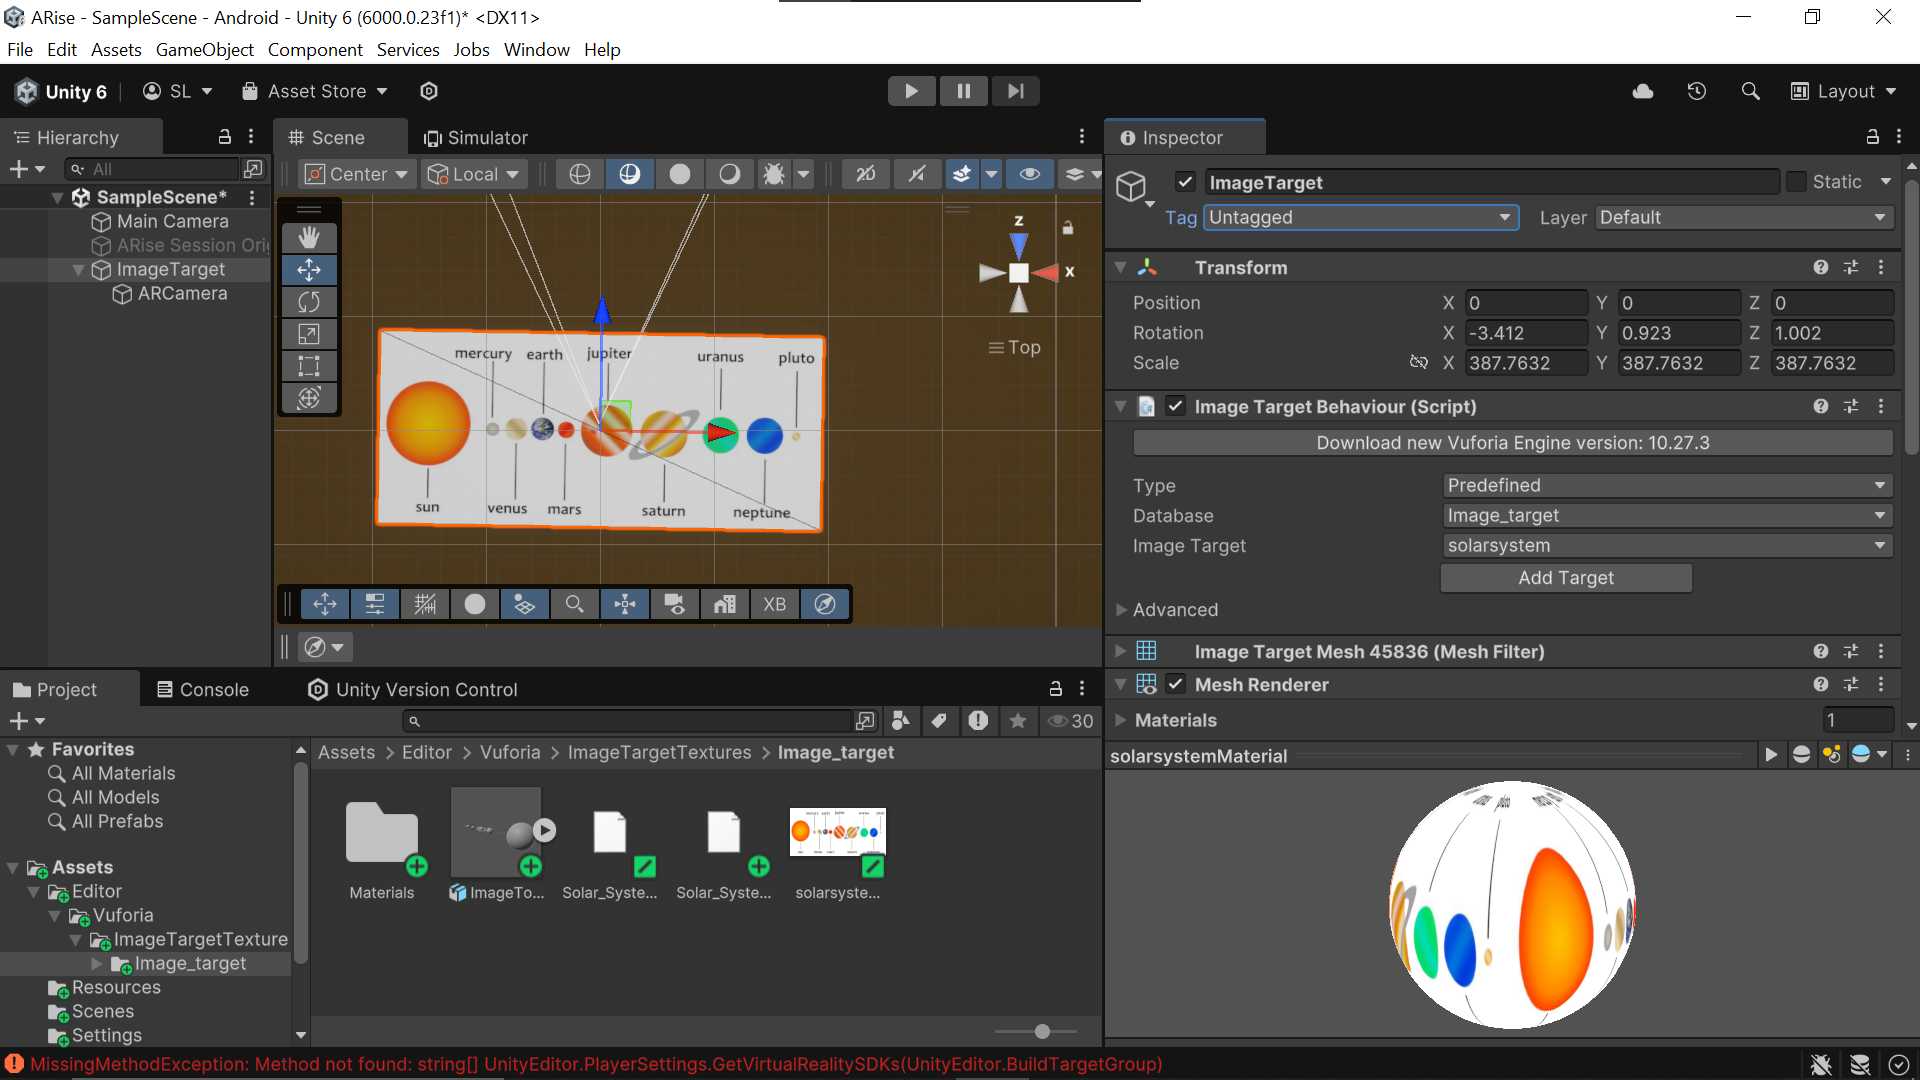 ARise - SampleScene - Android - Unity 6 (6000.0.23f1)* <DX11>
File Edit Assets GameObject Component Services Jobs Window Help
Unity 6 SL Asset Store Layout
Hierarchy
All
SampleScene*
Main Camera
ARise Session Ori
ImageTarget
ARCamera
Scene Simulator
Center Local
z
x
Top
mercury earth jupiter uranus pluto
sun venus mars saturn neptune
XB
Inspector
ImageTarget Static
Tag Untagged Layer Default
Transform
Position X 0 Y 0 Z 0
Rotation X -3.412 Y 0.923 Z 1.002
Scale X 387.7632 Y 387.7632 Z 387.7632
Image Target Behaviour (Script)
Download new Vuforia Engine version: 10.27.3
Type Predefined
Database Image_target
Image Target solarsystem
Add Target
Advanced
Image Target Mesh 45836 (Mesh Filter)
Mesh Renderer
Materials 1
solarsystemMaterial
Project Console Unity Version Control
30
Favorites
All Materials
All Models
All Prefabs
Assets
Editor
Vuforia
ImageTargetTexture
Image_target
Resources
Scenes
Settings
Assets > Editor > Vuforia > ImageTargetTextures > Image_target
Materials ImageTo... Solar_Syste... Solar_Syste... solarsyste...
MissingMethodException: Method not found: string[] UnityEditor.PlayerSettings.GetVirtualRealitySDKs(UnityEditor.BuildTargetGroup)